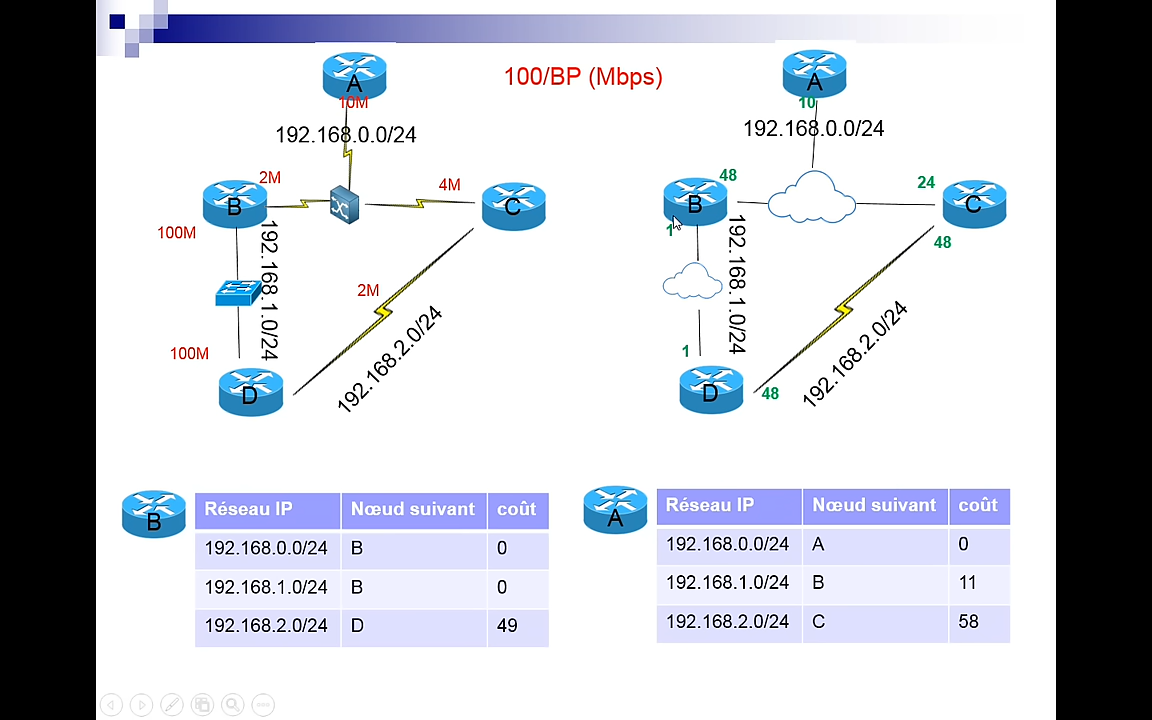 100/BP (Mbps)
A
10M
192.168.0.0/24
2M
B
4M
C
100M
192.168.1.0/24
2M
100M
192.168.2.0/24
D
A
10
192.168.0.0/24
48
B
24
C
1
48
192.168.1.0/24
1
192.168.2.0/24
D
48
B
Réseau IP Nœud suivant coût
192.168.0.0/24 B 0
192.168.1.0/24 B 0
192.168.2.0/24 D 49
A
Réseau IP Nœud suivant coût
192.168.0.0/24 A 0
192.168.1.0/24 B 11
192.168.2.0/24 C 58